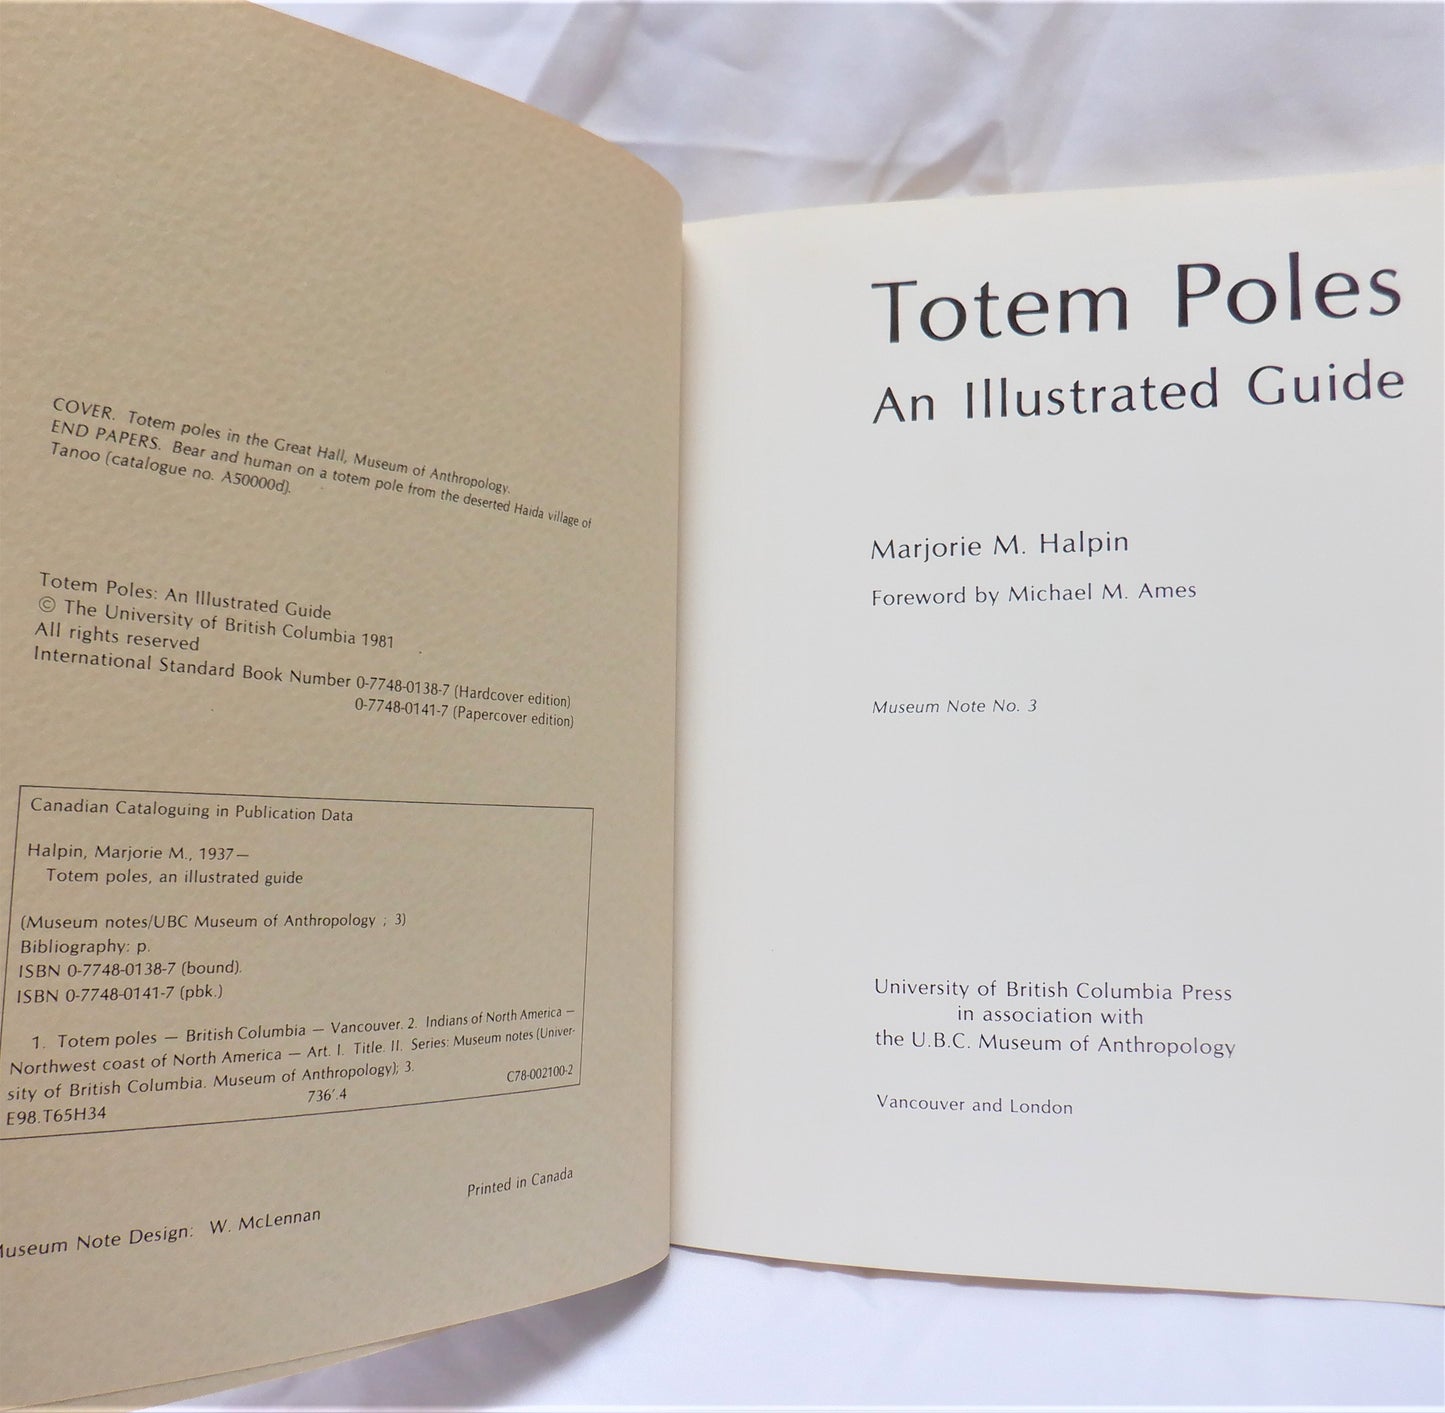 COVER. Totem poles in the Great Hall, Museum of Anthropology.
END PAPERS. Bear and human on a totem pole from the deserted Haida village of
Tanoo (catalogue no. A50000d).
Totem Poles: An Illustrated Guide
© The University of British Columbia 1981
All rights reserved
International Standard Book Number 0-7748-0138-7 (Hardcover edition)
0-7748-0141-7 (Papercover edition)
Canadian Cataloguing in Publication Data
Halpin, Marjorie M., 1937—
Totem poles, an illustrated guide
(Museum notes/UBC Museum of Anthropology ; 3)
Bibliography: p.
ISBN 0-7748-0138-7 (bound).
ISBN 0-7748-0141-7 (pbk.)
1. Totem poles — British Columbia — Vancouver. 2. Indians of North America —
Northwest coast of North America — Art. I. Title. II. Series: Museum notes (Univer-
sity of British Columbia. Museum of Anthropology); 3.
E98.T65H34 736'.4 C78-002100-2
Printed in Canada
Museum Note Design: W. McLennan
Totem Poles
An Illustrated Guide
Marjorie M. Halpin
Foreword by Michael M. Ames
Museum Note No. 3
University of British Columbia Press
in association with
the U.B.C. Museum of Anthropology
Vancouver and London